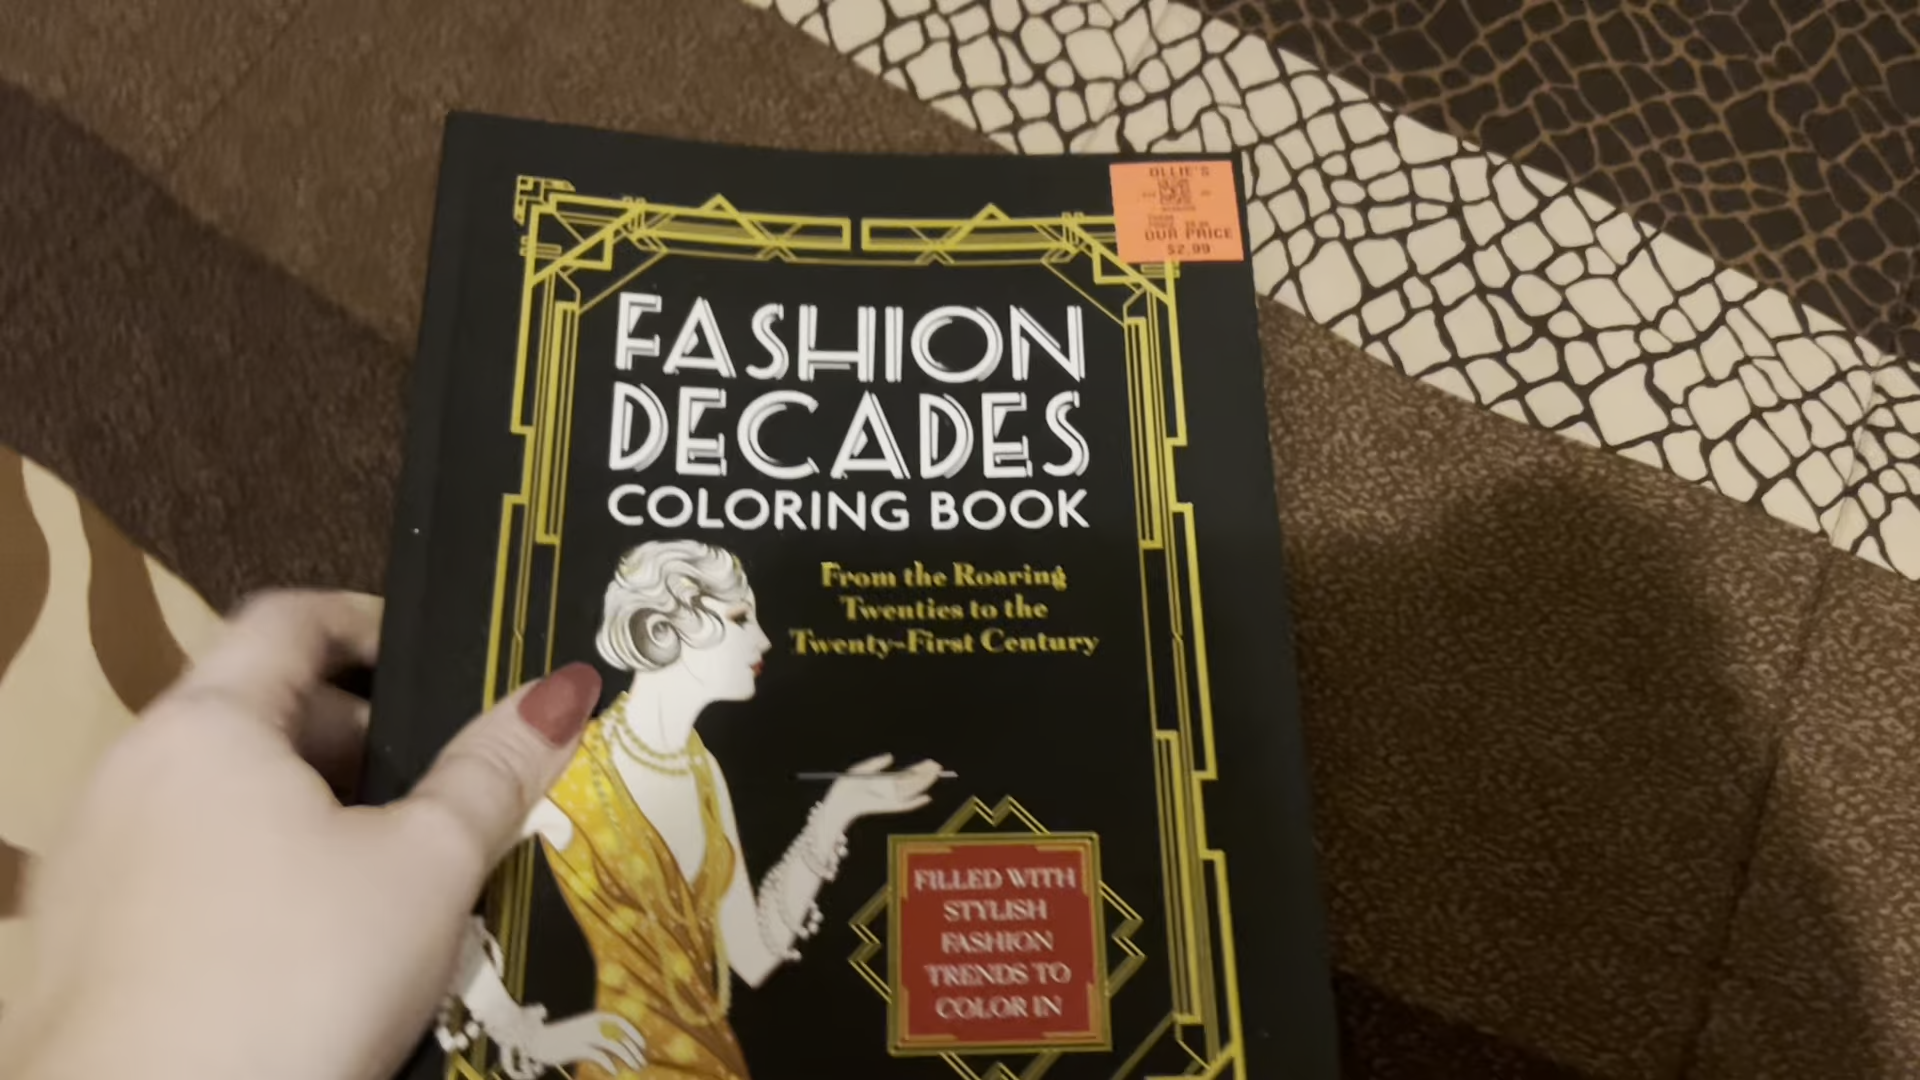 OLLIE'S
OUR PRICE
$2.99
FASHION
DECADES
COLORING BOOK
From the Roaring
Twenties to the
Twenty-First Century
FILLED WITH
STYLISH
FASHION
TRENDS TO
COLOR IN